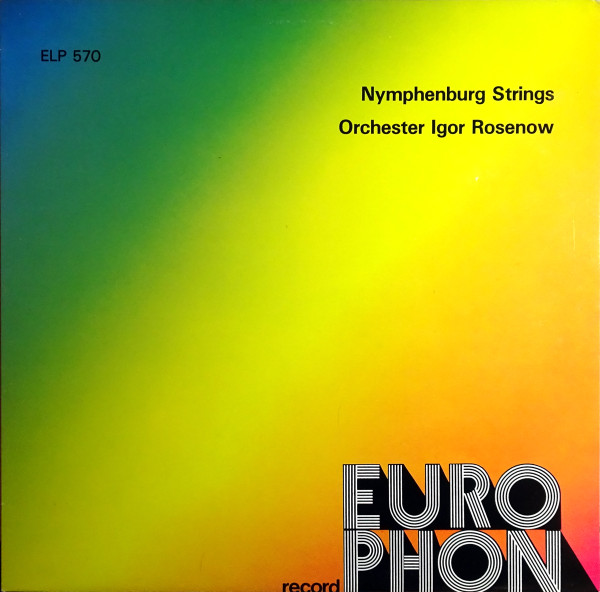 ELP 570
Nymphenburg Strings
Orchester Igor Rosenow
EURO
record PHON